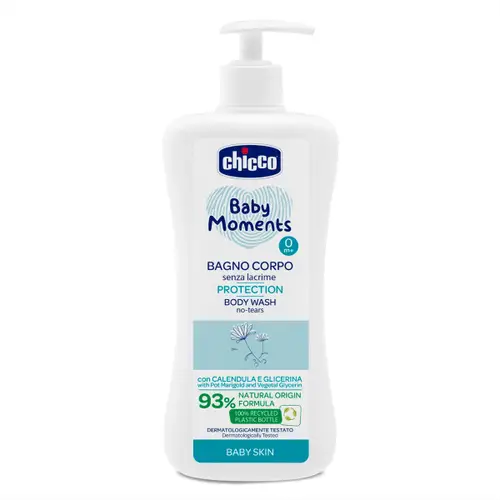 chicco
Baby
Moments
0
m+
BAGNO CORPO
senza lacrime
PROTECTION
BODY WASH
no-tears
con CALENDULA E GLICERINA
with Pot Marigold and Vegetal Glycerin
93% NATURAL ORIGIN
FORMULA
100% RECYCLED
PLASTIC BOTTLE
DERMATOLOGICAMENTE TESTATO
Dermatologically Tested
BABY SKIN